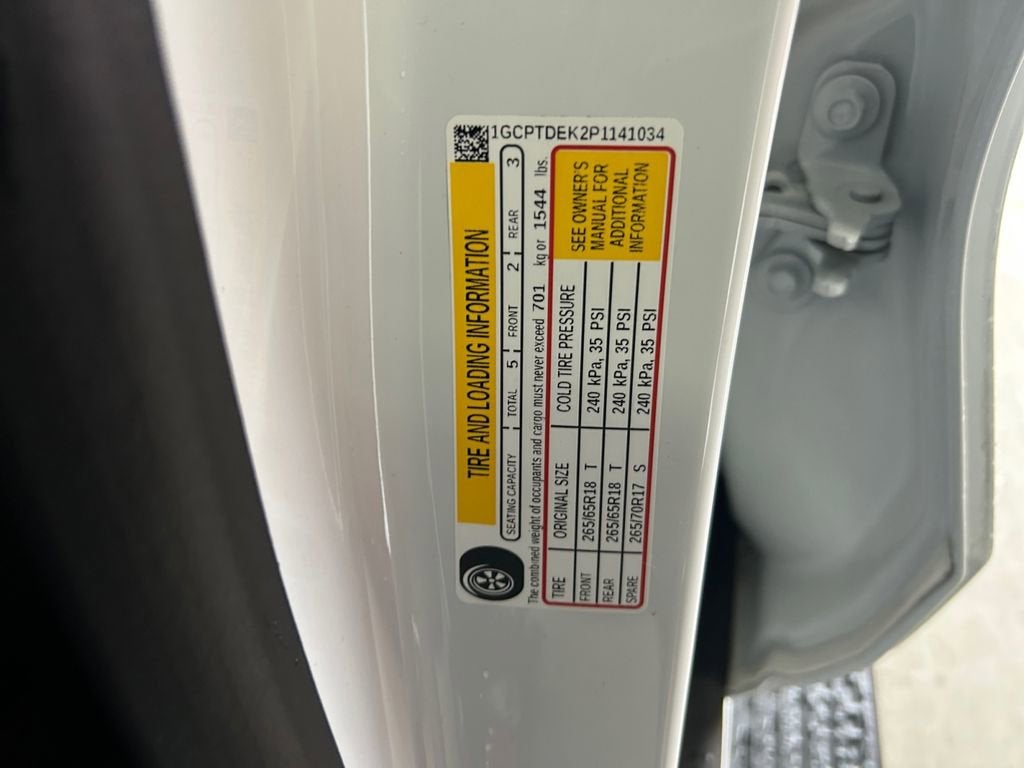 1GCPTDEK2P1141034
TIRE AND LOADING INFORMATION
SEATING CAPACITY TOTAL 5 FRONT 2 REAR 3
The combined weight of occupants and cargo must never exceed 701 kg or 1544 lbs.
TIRE ORIGINAL SIZE COLD TIRE PRESSURE
FRONT 265/65R18 T 240 kPa, 35 PSI
REAR 265/65R18 T 240 kPa, 35 PSI
SPARE 265/70R17 S 240 kPa, 35 PSI
SEE OWNER'S
MANUAL FOR
ADDITIONAL
INFORMATION